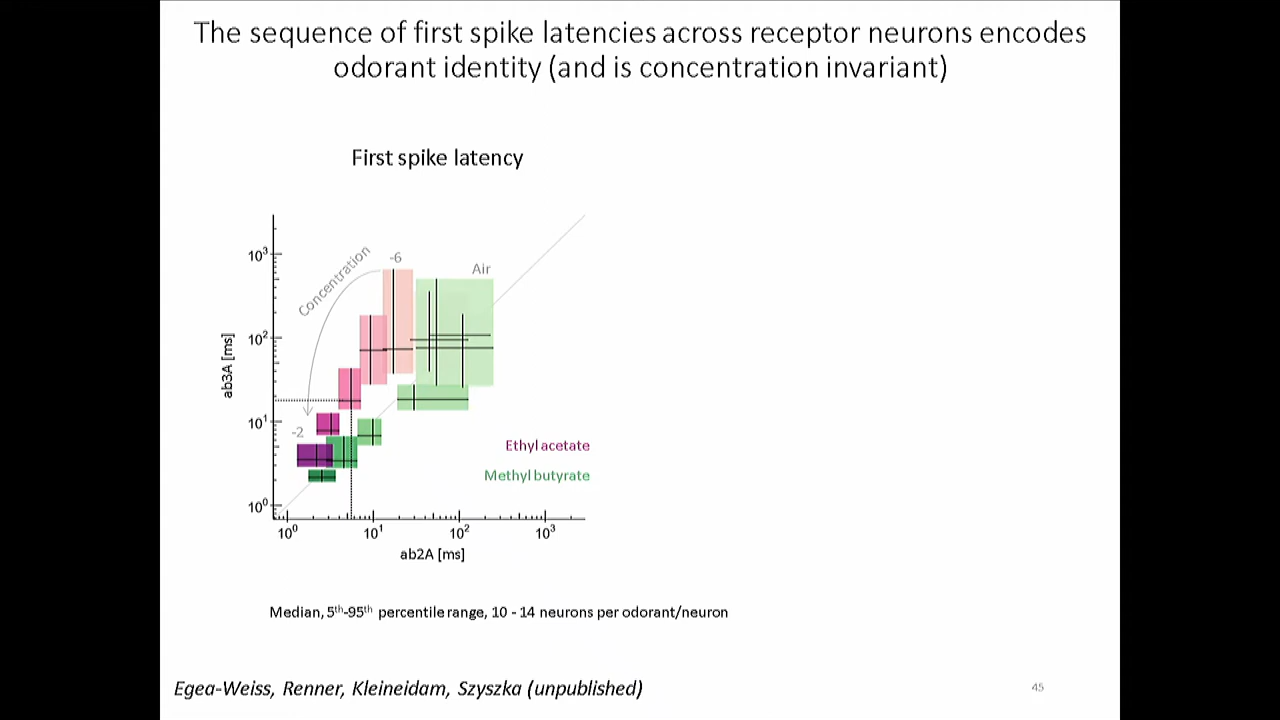 The sequence of first spike latencies across receptor neurons encodes
odorant identity (and is concentration invariant)
First spike latency
Concentration
-6
Air
-2
10³
10²
10¹
10⁰
ab3A [ms]
Ethyl acetate
Methyl butyrate
10⁰ 10¹ 10² 10³
ab2A [ms]
Median, 5th-95th percentile range, 10 - 14 neurons per odorant/neuron
Egea-Weiss, Renner, Kleineidam, Szyszka (unpublished)
45